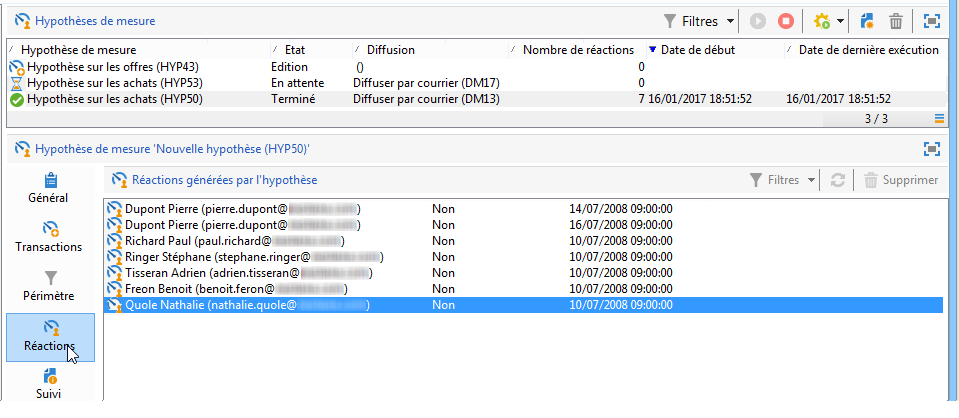 Hypothèses de mesure Filtres
Hypothèse de mesure Etat Diffusion Nombre de réactions Date de début Date de dernière exécution
Hypothèse sur les offres (HYP43) Edition () 0
Hypothèse sur les achats (HYP53) En attente Diffuser par courrier (DM17) 0
Hypothèse sur les achats (HYP50) Terminé Diffuser par courrier (DM13) 7 16/01/2017 18:51:52 16/01/2017 18:51:52
3 / 3
Hypothèse de mesure 'Nouvelle hypothèse (HYP50)'
Général
Transactions
Périmètre
Réactions
Suivi
Réactions générées par l'hypothèse Filtres Supprimer
Dupont Pierre (pierre.dupont@ ) Non 14/07/2008 09:00:00
Dupont Pierre (pierre.dupont@ ) Non 16/07/2008 09:00:00
Richard Paul (paul.richard@ ) Non 10/07/2008 09:00:00
Ringer Stéphane (stephane.ringer@ ) Non 10/07/2008 09:00:00
Tisseran Adrien (adrien.tisseran@ ) Non 10/07/2008 09:00:00
Freon Benoit (benoit.feron@ ) Non 10/07/2008 09:00:00
Quole Nathalie (nathalie.quole@ ) Non 10/07/2008 09:00:00